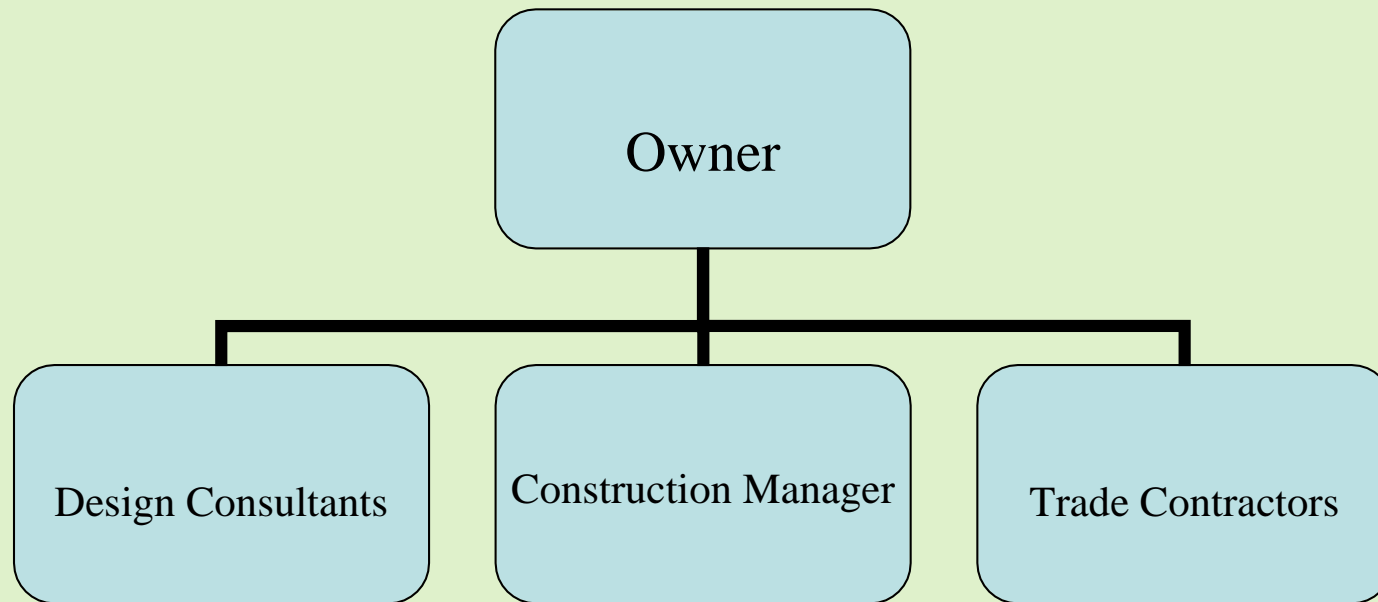 Owner
Design Consultants
Construction Manager
Trade Contractors